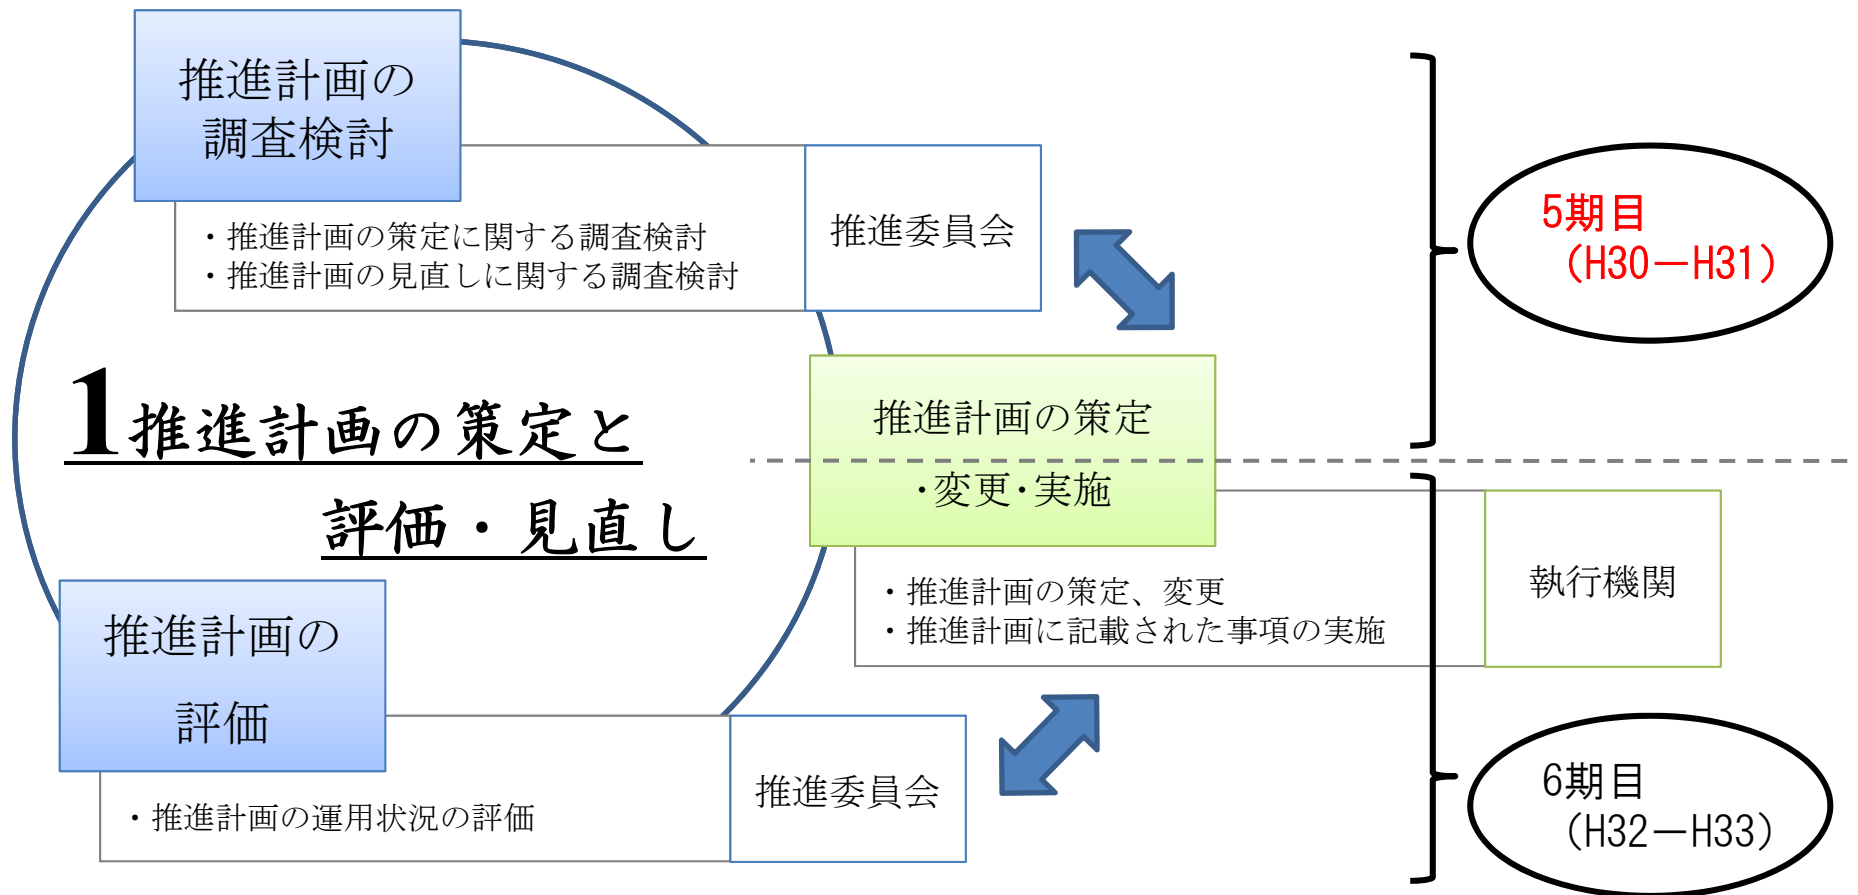 推進計画の
調査検討
・推進計画の策定に関する調査検討
・推進計画の見直しに関する調査検討
推進委員会
5期目
（H30－H31）
1推進計画の策定と
評価・見直し
推進計画の策定
・変更・実施
・推進計画の策定、変更
・推進計画に記載された事項の実施
執行機関
推進計画の
評価
・推進計画の運用状況の評価
推進委員会
6期目
（H32－H33）